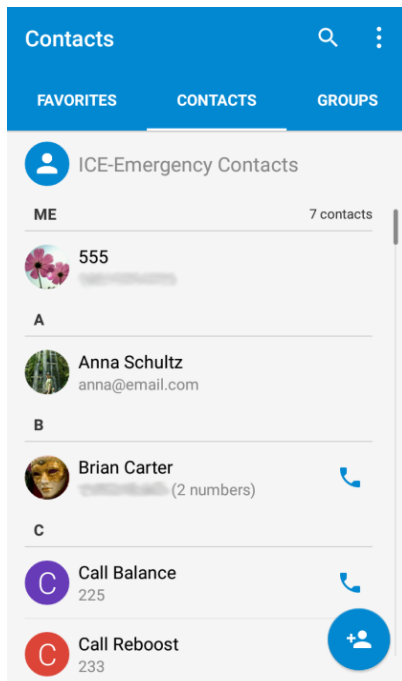 Contacts
FAVORITES CONTACTS GROUPS
ICE-Emergency Contacts
ME 7 contacts
555
A
Anna Schultz
anna@email.com
B
Brian Carter
(2 numbers)
C
C Call Balance
225
C Call Reboost
233